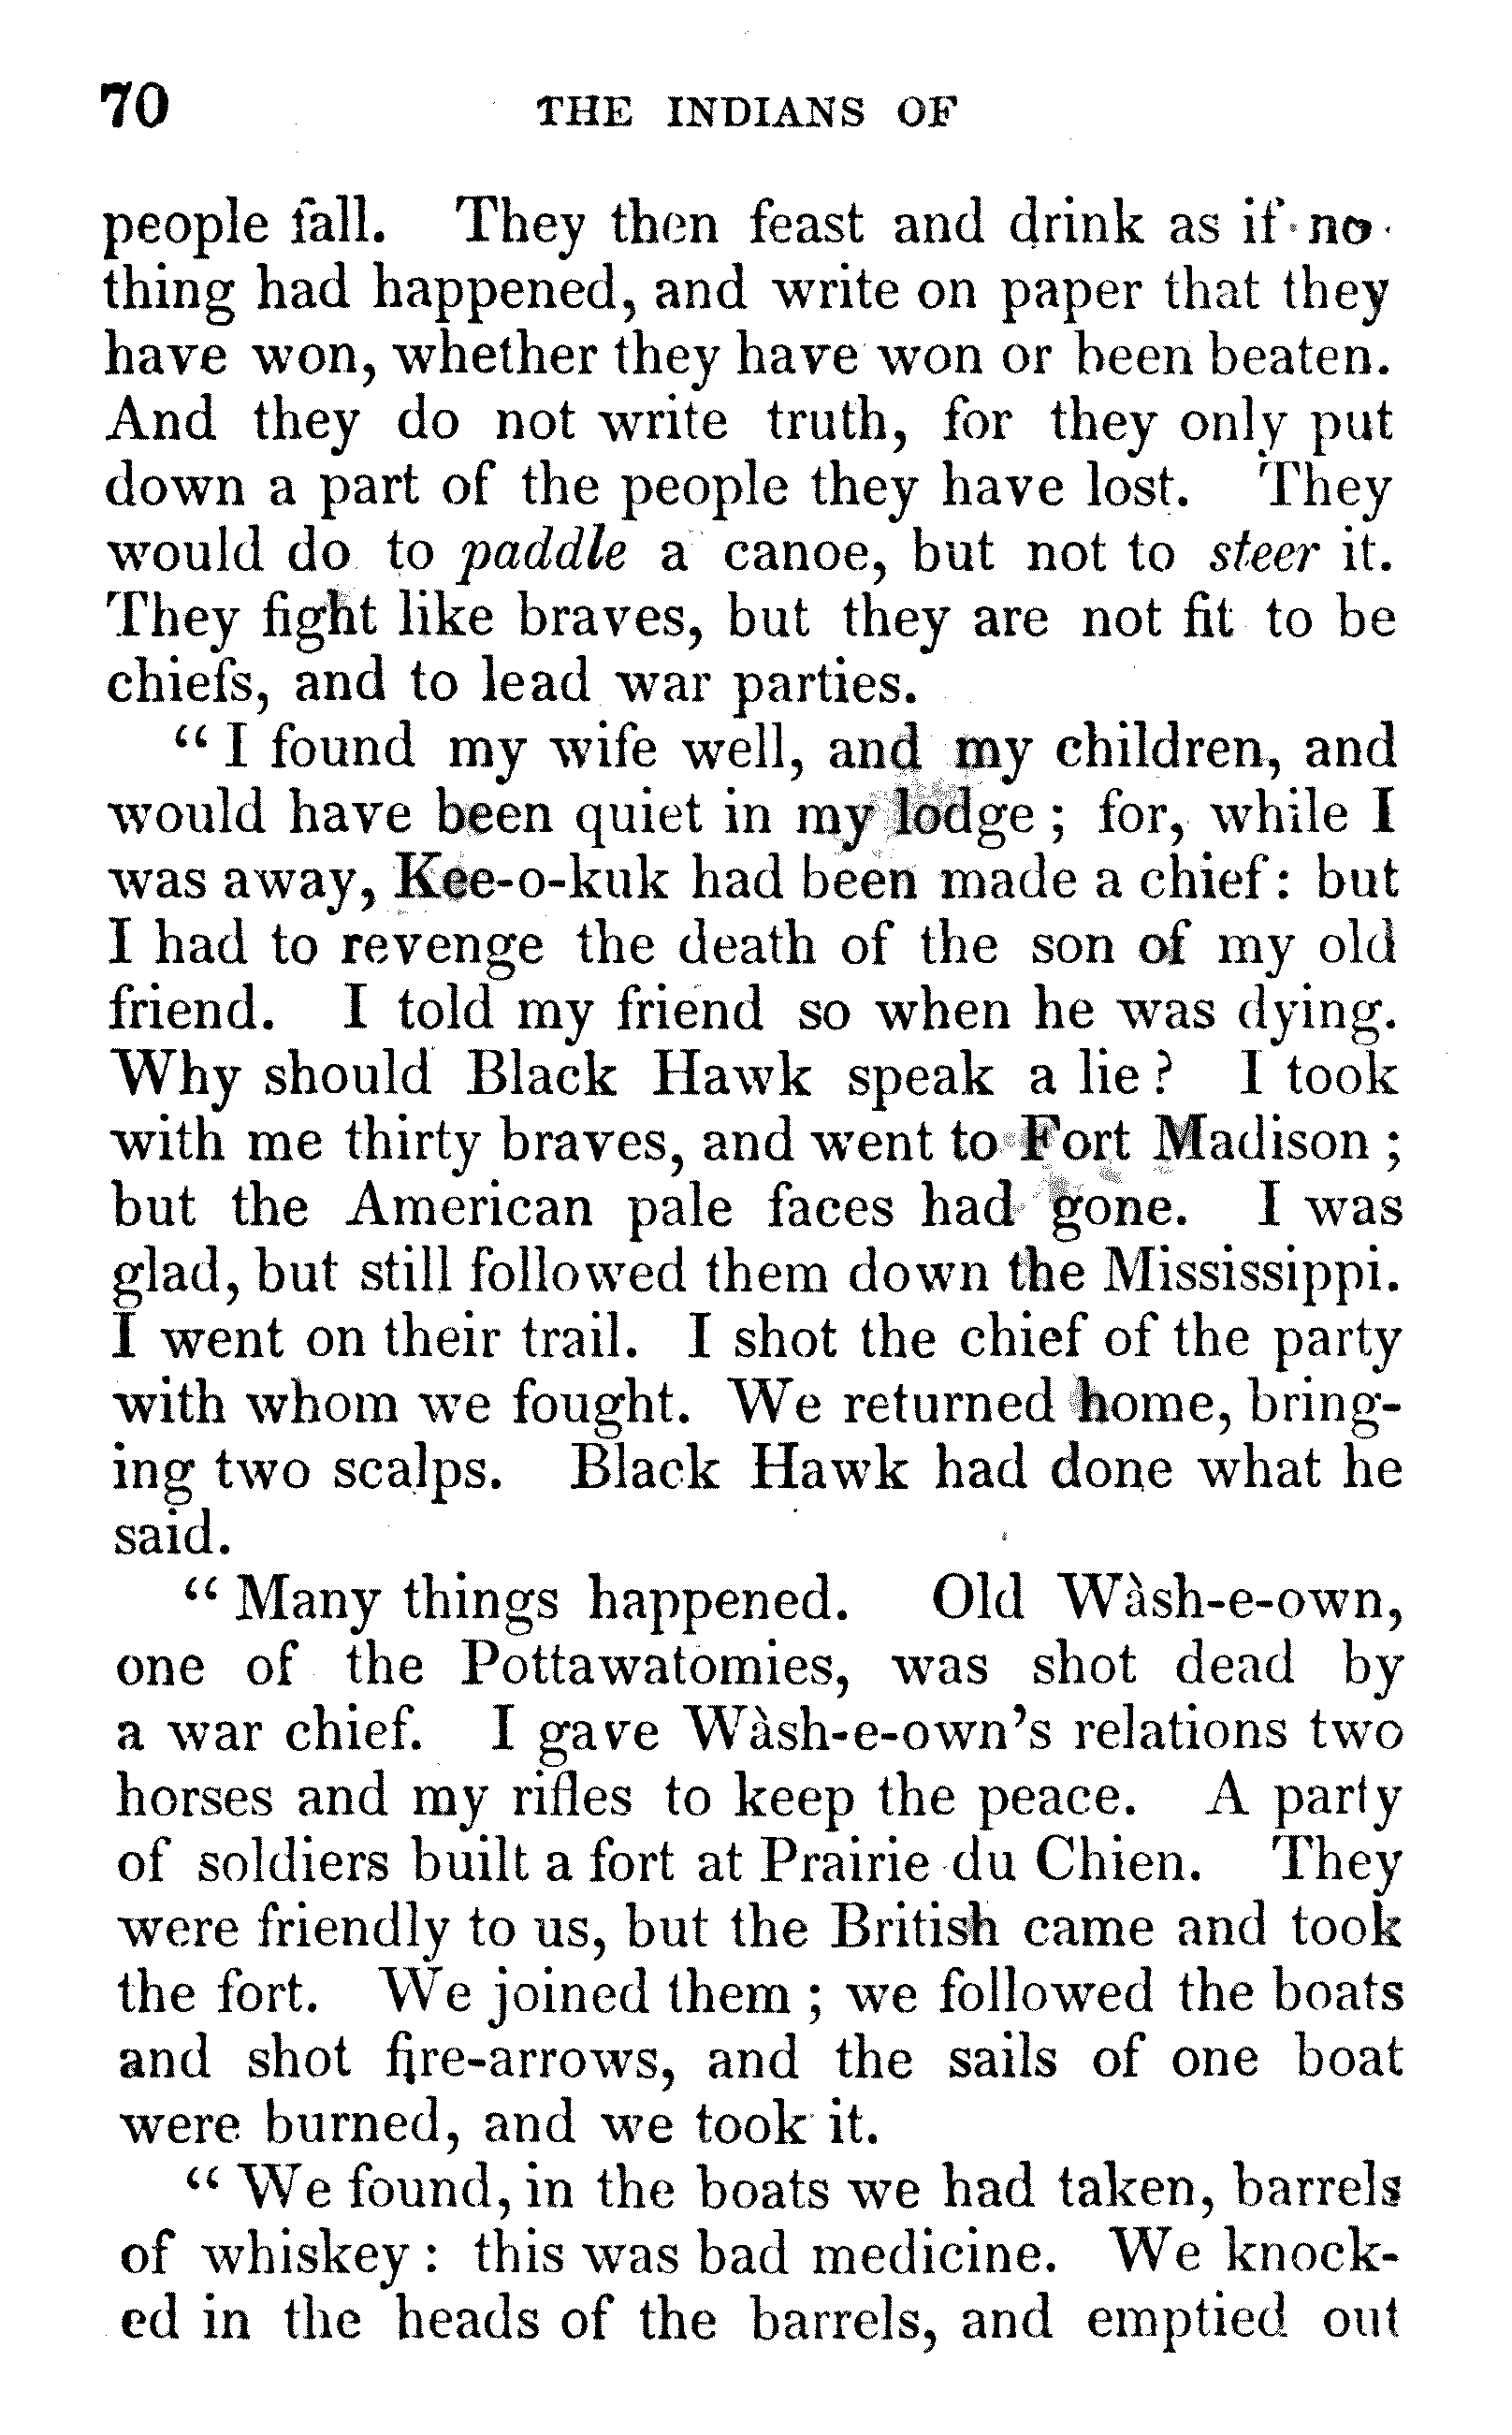 70 THE INDIANS OF
people fall. They then feast and drink as if no-
thing had happened, and write on paper that they
have won, whether they have won or been beaten.
And they do not write truth, for they only put
down a part of the people they have lost. They
would do to paddle a canoe, but not to steer it.
They fight like braves, but they are not fit to be
chiefs, and to lead war parties.
“I found my wife well, and my children, and
would have been quiet in my lodge; for, while I
was away, Kee-o-kuk had been made a chief: but
I had to revenge the death of the son of my old
friend. I told my friend so when he was dying.
Why should Black Hawk speak a lie? I took
with me thirty braves, and went to Fort Madison;
but the American pale faces had gone. I was
glad, but still followed them down the Mississippi.
I went on their trail. I shot the chief of the party
with whom we fought. We returned home, bring-
ing two scalps. Black Hawk had done what he
said.
“Many things happened. Old Wàsh-e-own,
one of the Pottawatomies, was shot dead by
a war chief. I gave Wàsh-e-own’s relations two
horses and my rifles to keep the peace. A party
of soldiers built a fort at Prairie du Chien. They
were friendly to us, but the British came and took
the fort. We joined them; we followed the boats
and shot fire-arrows, and the sails of one boat
were burned, and we took it.
“We found, in the boats we had taken, barrels
of whiskey: this was bad medicine. We knock-
ed in the heads of the barrels, and emptied out